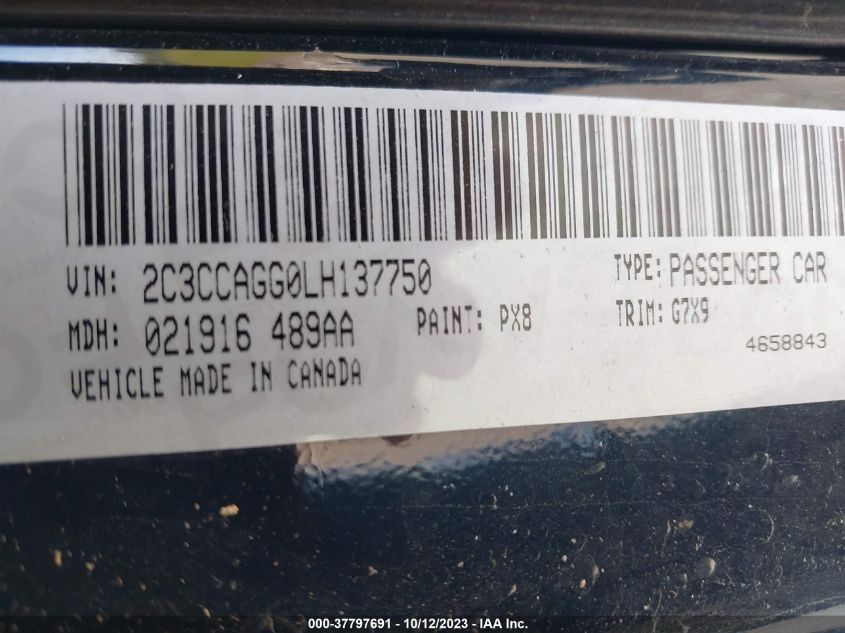 VIN: 2C3CCAGG0LH137750 TYPE: PASSENGER CAR
MDH: 021916 489AA PAINT: PX8 TRIM: G7X9
4658843
VEHICLE MADE IN CANADA
000-37797691 - 10/12/2023 - IAA Inc.